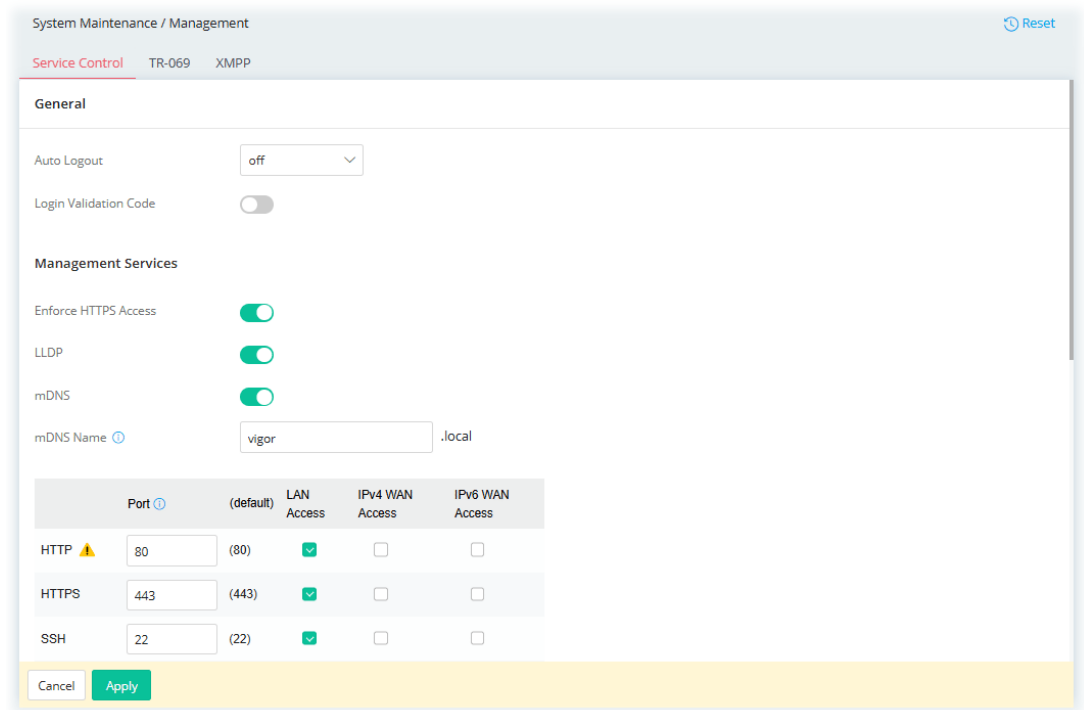 System Maintenance / Management
Reset
Service Control TR-069 XMPP
General
Auto Logout off
Login Validation Code
Management Services
Enforce HTTPS Access
LLDP
mDNS
mDNS Name vigor .local
Port (default) LAN Access IPv4 WAN Access IPv6 WAN Access
HTTP 80 (80)
HTTPS 443 (443)
SSH 22 (22)
Cancel Apply